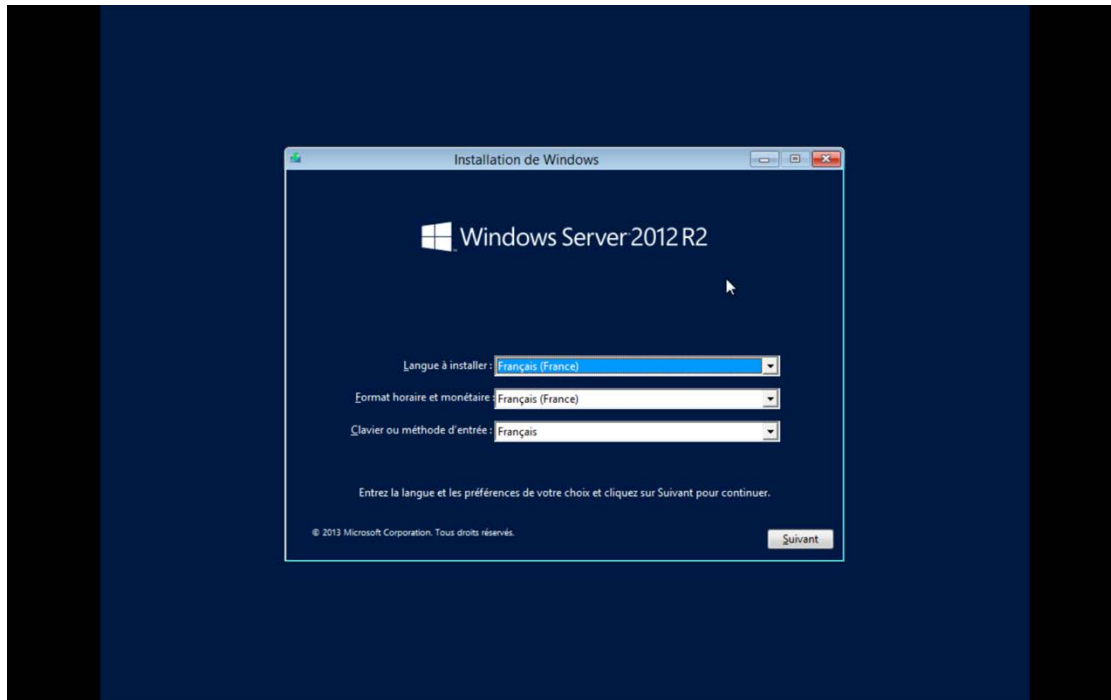 Installation de Windows
Windows Server 2012 R2
Langue à installer : Français (France)
Format horaire et monétaire : Français (France)
Clavier ou méthode d'entrée : Français
Entrez la langue et les préférences de votre choix et cliquez sur Suivant pour continuer.
© 2013 Microsoft Corporation. Tous droits réservés.
Suivant